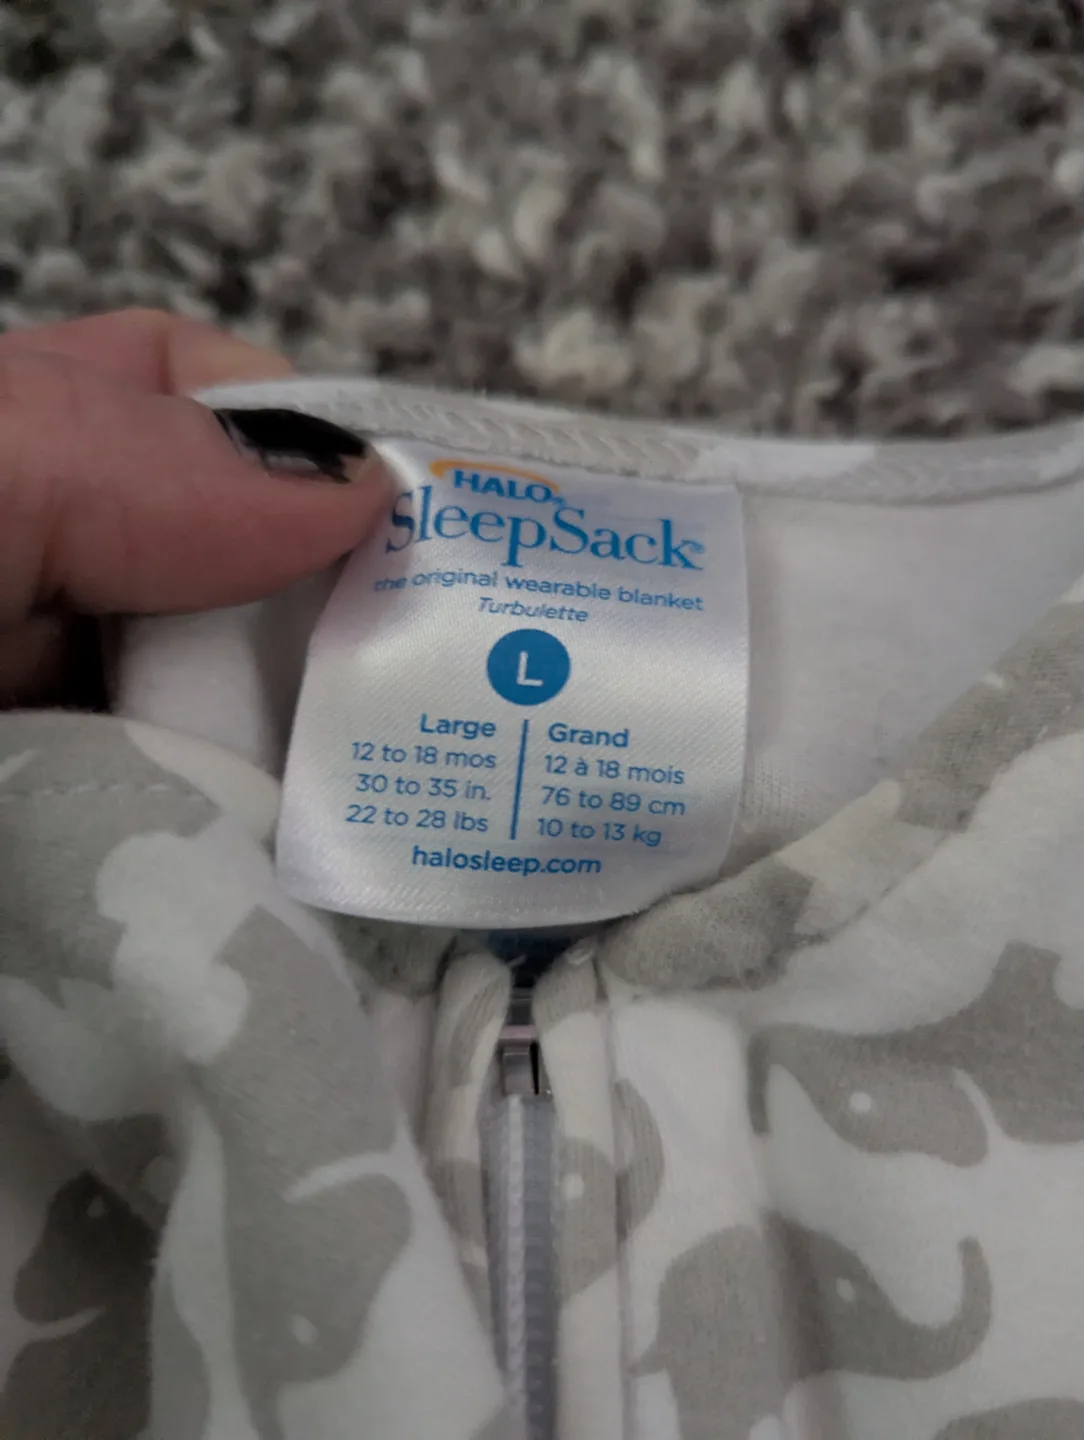 HALO®
SleepSack®
the original wearable blanket
Turbulette
L
Large
12 to 18 mos
30 to 35 in.
22 to 28 lbs
Grand
12 à 18 mois
76 to 89 cm
10 to 13 kg
halosleep.com